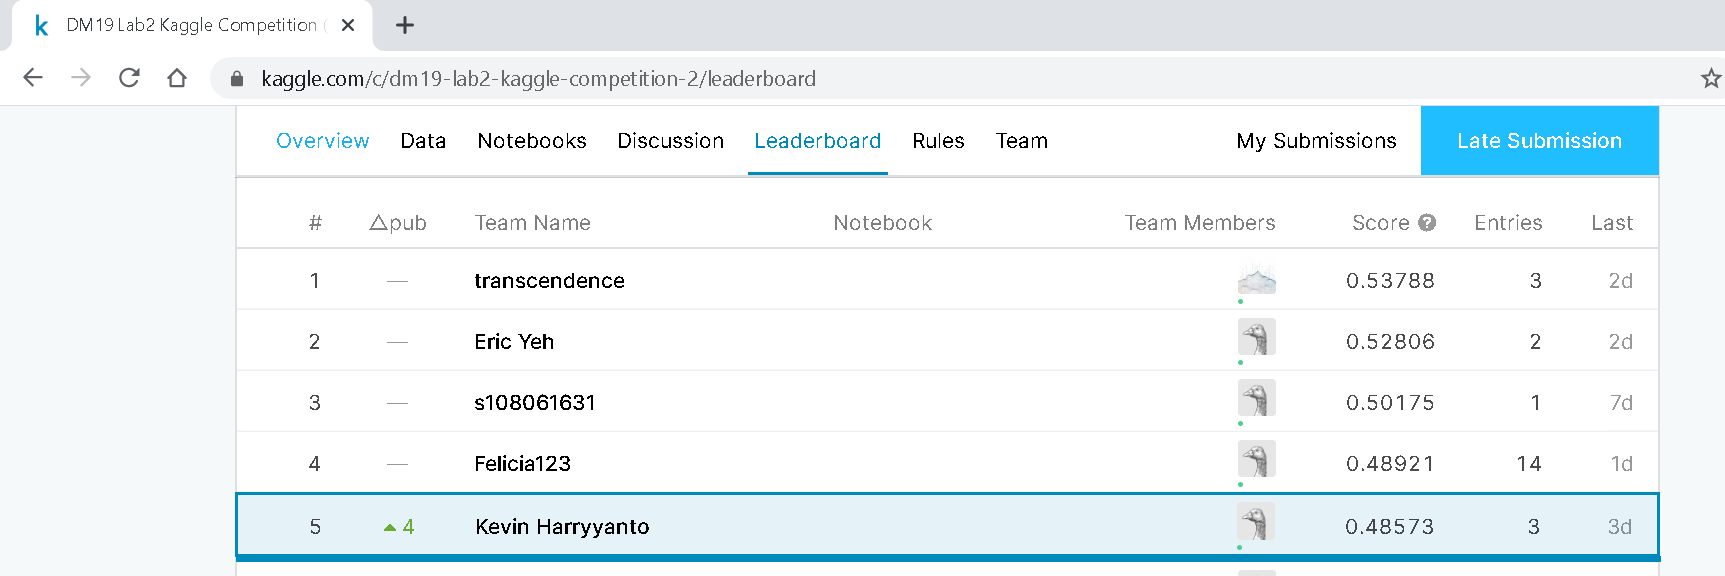 DM19 Lab2 Kaggle Competition
kaggle.com/c/dm19-lab2-kaggle-competition-2/leaderboard
Overview Data Notebooks Discussion Leaderboard Rules Team My Submissions Late Submission
# △pub Team Name Notebook Team Members Score ? Entries Last
1 — transcendence 0.53788 3 2d
2 — Eric Yeh 0.52806 2 2d
3 — s108061631 0.50175 1 7d
4 — Felicia123 0.48921 14 1d
5 ▲4 Kevin Harryyanto 0.48573 3 3d